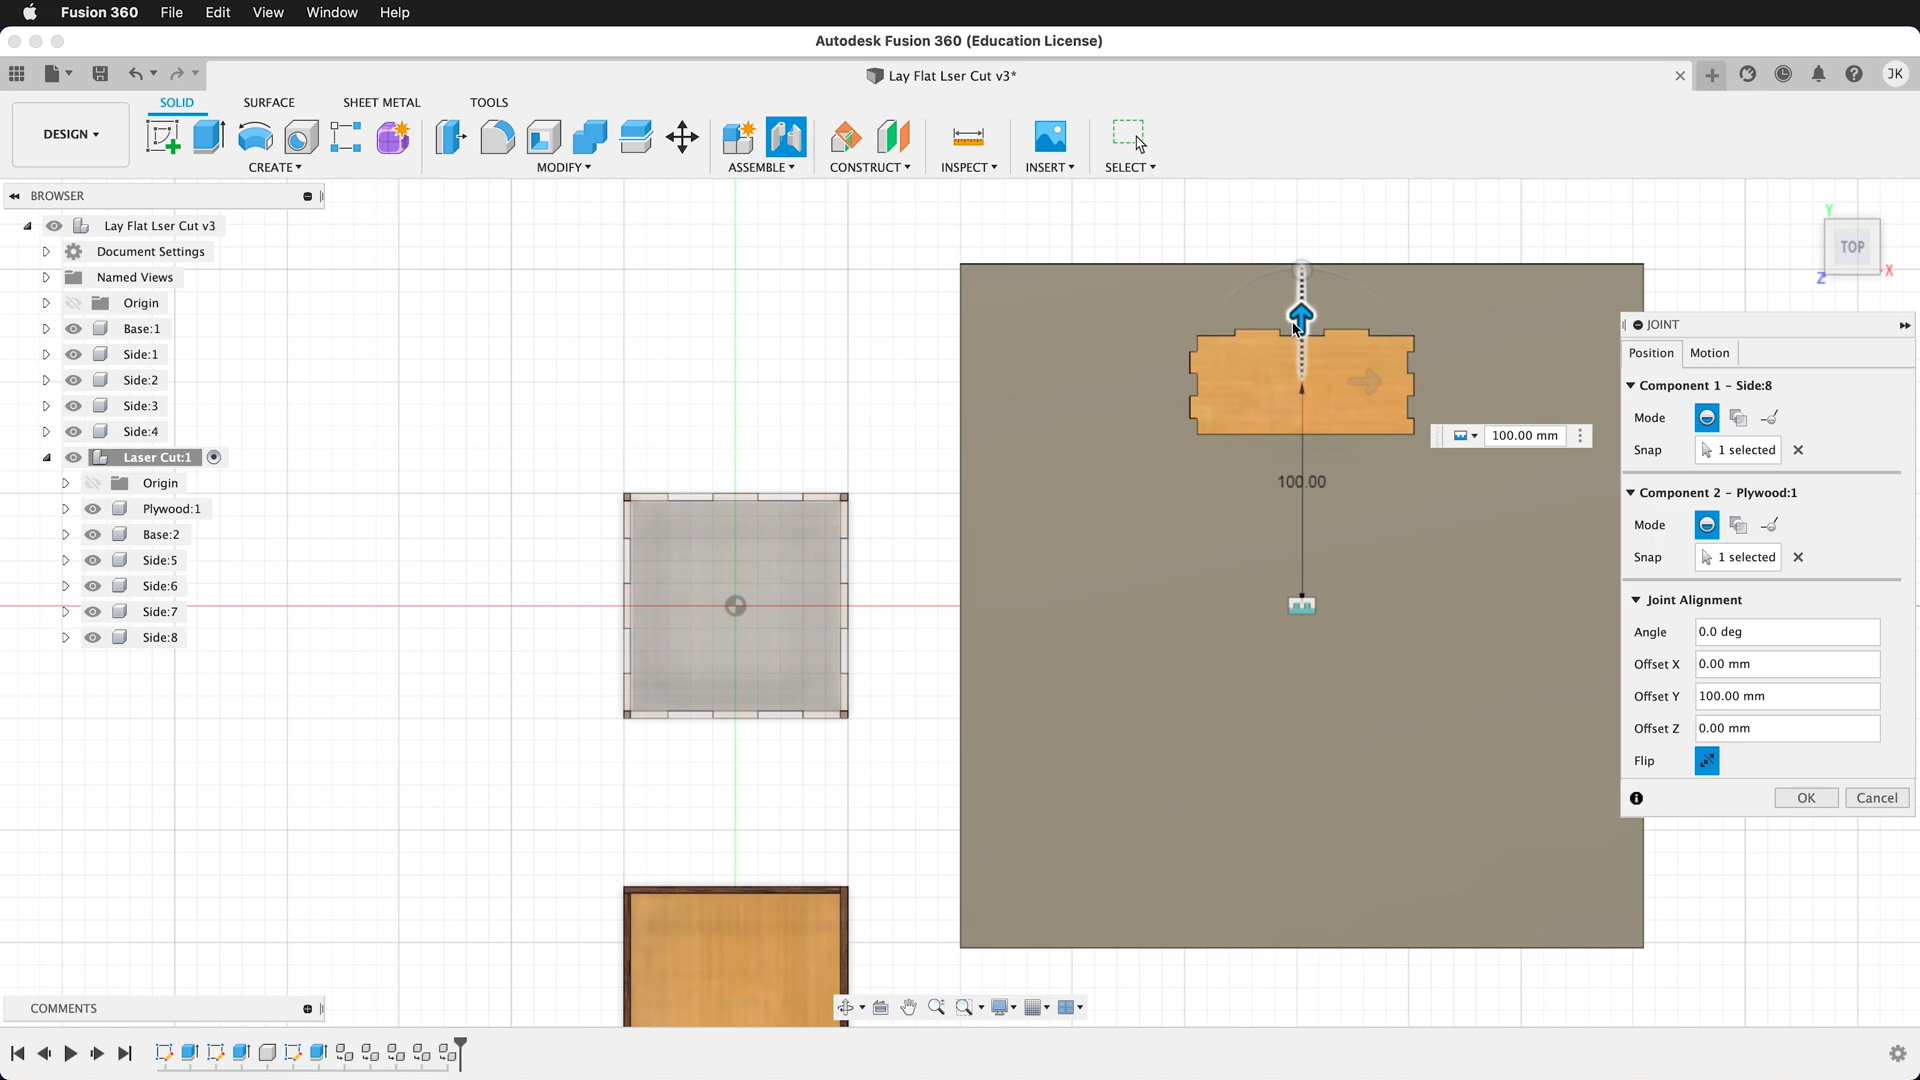 Fusion 360 File Edit View Window Help
Autodesk Fusion 360 (Education License)
Lay Flat Lser Cut v3*
JK
SOLID SURFACE SHEET METAL TOOLS
DESIGN
CREATE MODIFY ASSEMBLE CONSTRUCT INSPECT INSERT SELECT
BROWSER
Lay Flat Lser Cut v3
Document Settings
Named Views
Origin
Base:1
Side:1
Side:2
Side:3
Side:4
Laser Cut:1
Origin
Plywood:1
Base:2
Side:5
Side:6
Side:7
Side:8
Y
TOP
X
Z
100.00 mm
100.00
JOINT
Position Motion
Component 1 - Side:8
Mode
Snap 1 selected
Component 2 - Plywood:1
Mode
Snap 1 selected
Joint Alignment
Angle 0.0 deg
Offset X 0.00 mm
Offset Y 100.00 mm
Offset Z 0.00 mm
Flip
OK Cancel
COMMENTS